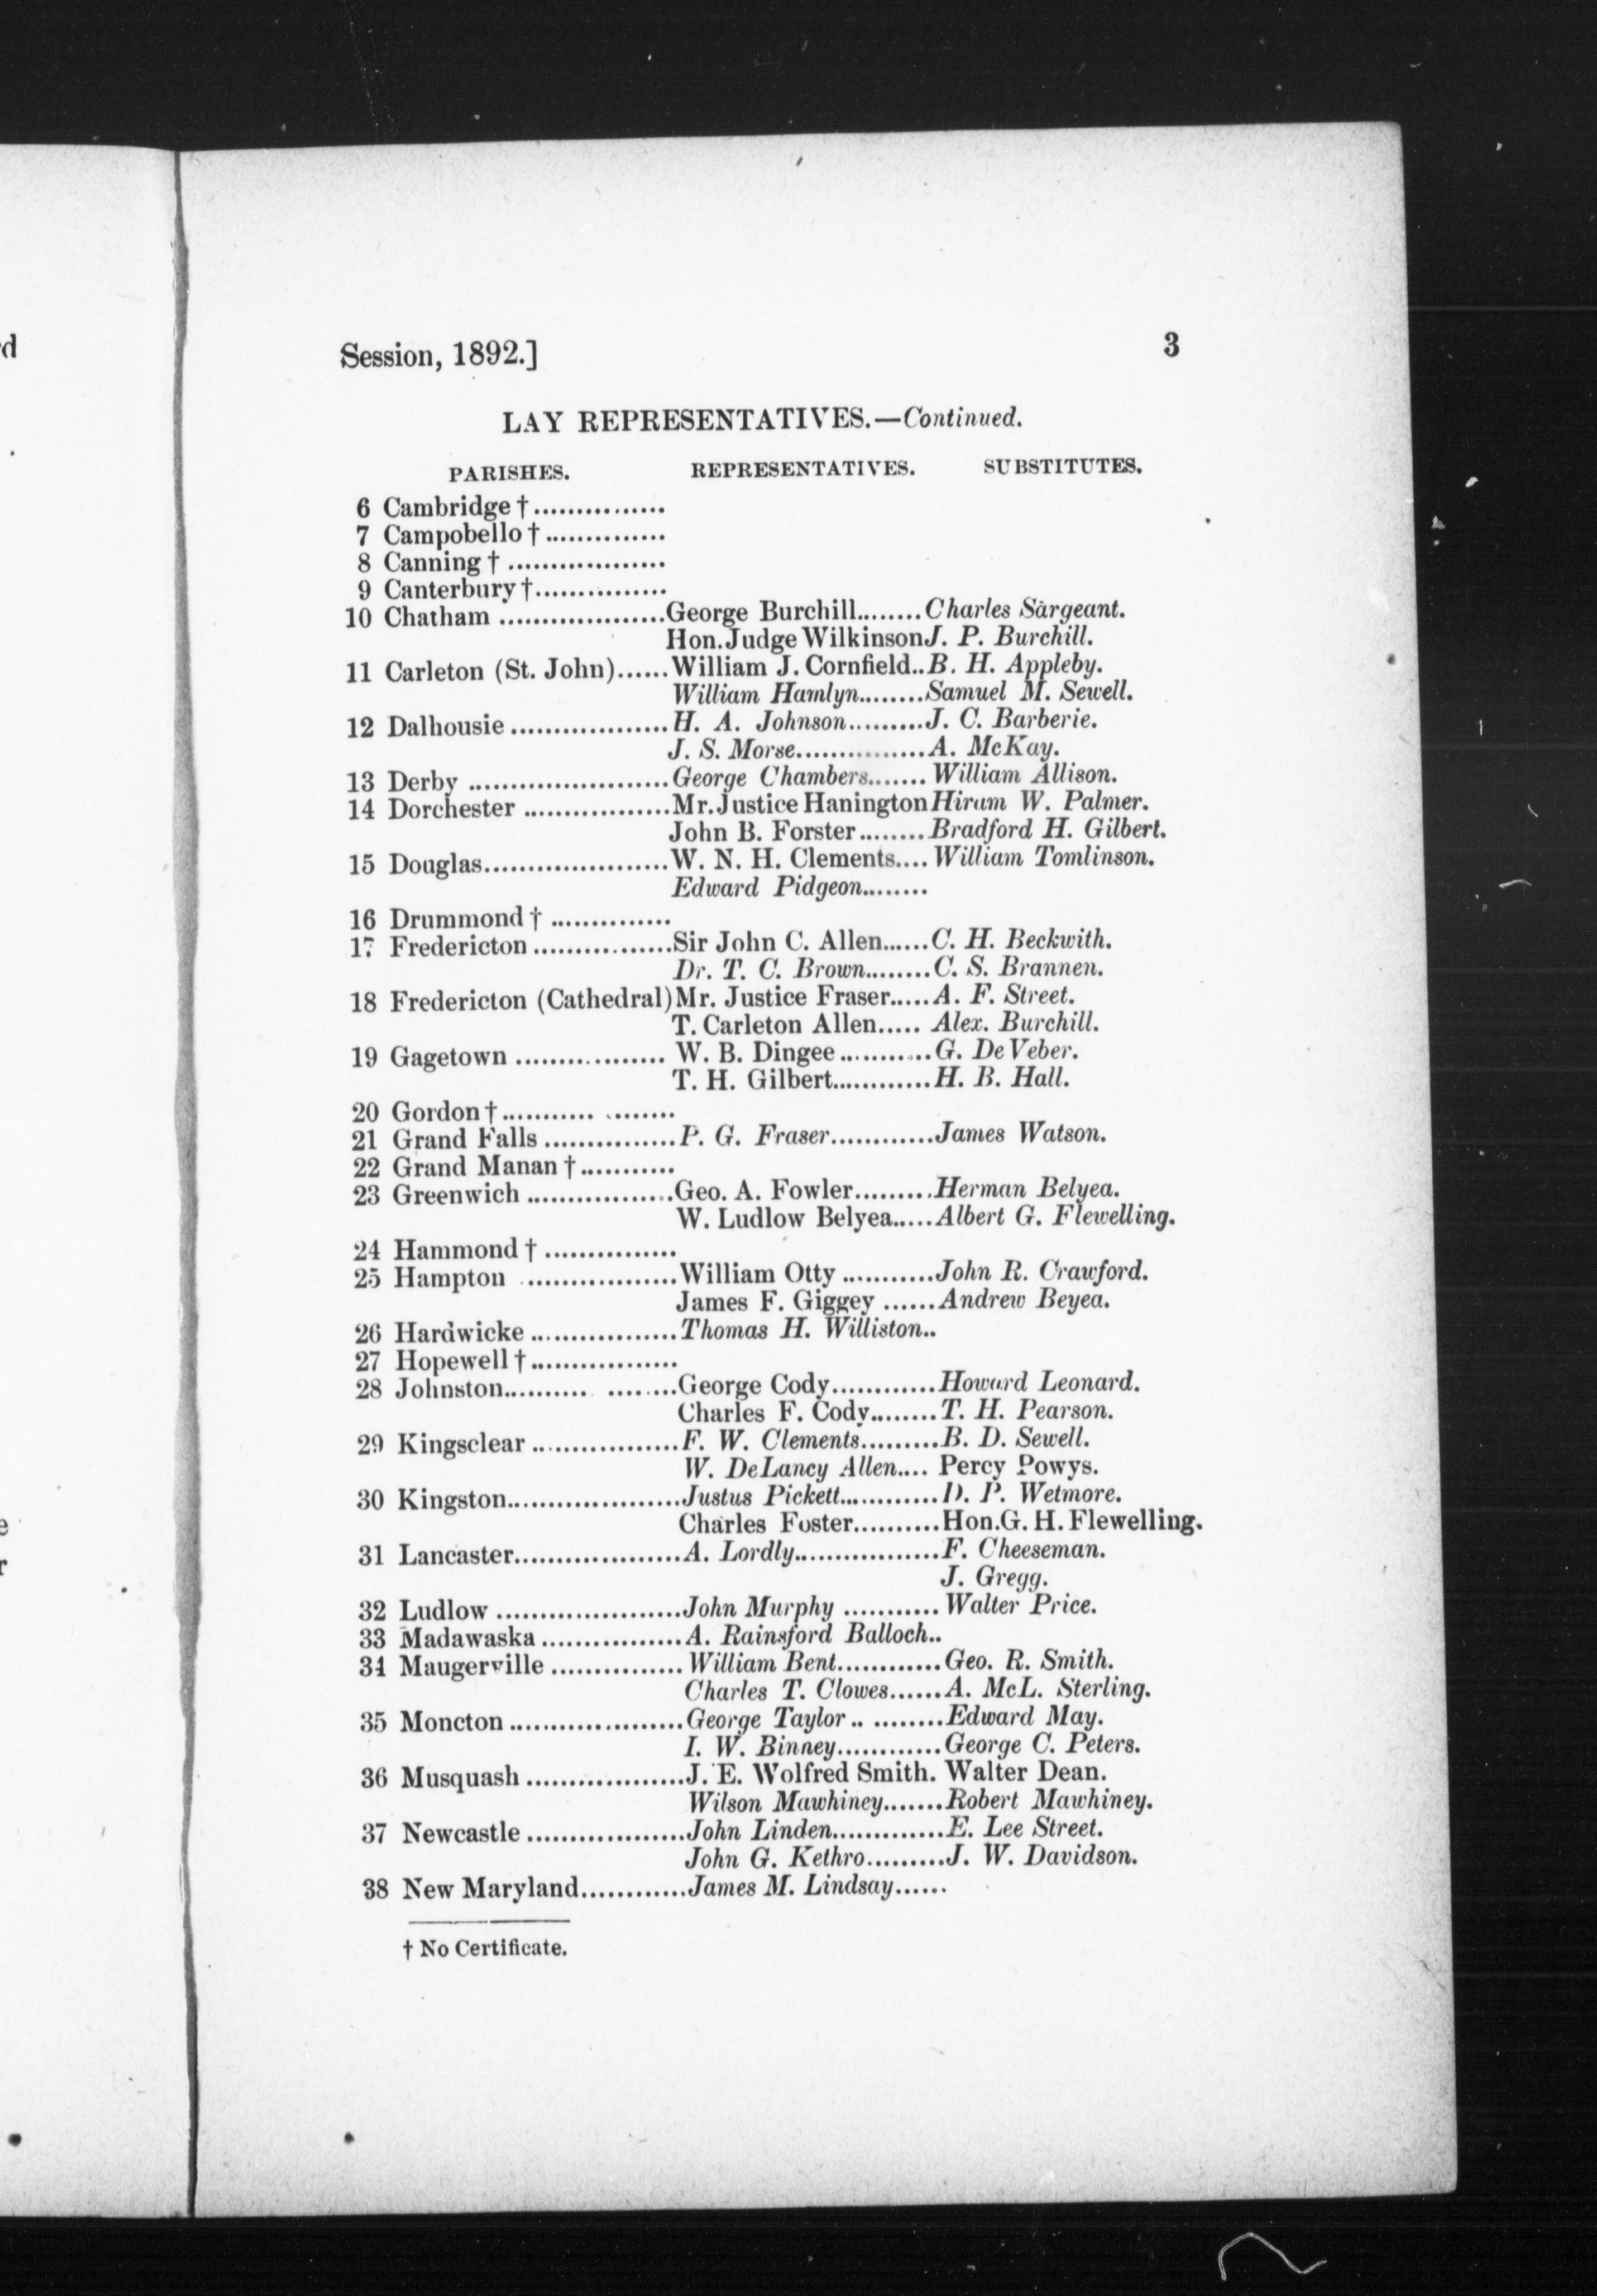 Session, 1892.] 3
LAY REPRESENTATIVES.—Continued.
PARISHES. REPRESENTATIVES. SUBSTITUTES.
6 Cambridge †................
7 Campobello †..............
8 Canning † ..................
9 Canterbury †...............
10 Chatham ...................George Burchill........Charles Sargeant.
Hon. Judge Wilkinson J. P. Burchill.
11 Carleton (St. John)......William J. Cornfield..B. H. Appleby.
William Hamlyn........Samuel M. Sewell.
12 Dalhousie ..................H. A. Johnson.........J. C. Barberie.
J. S. Morse...............A. McKay.
13 Derby .......................George Chambers.......William Allison.
14 Dorchester .................Mr. Justice Hanington Hiram W. Palmer.
John B. Forster ........Bradford H. Gilbert.
15 Douglas.....................W. N. H. Clements....William Tomlinson.
Edward Pidgeon........
16 Drummond † ..............
17 Fredericton ................Sir John C. Allen......C. H. Beckwith.
Dr. T. C. Brown........C. S. Brannen.
18 Fredericton (Cathedral) Mr. Justice Fraser.....A. F. Street.
T. Carleton Allen..... Alex. Burchill.
19 Gagetown ................. W. B. Dingee ...........G. DeVeber.
T. H. Gilbert............H. B. Hall.
20 Gordon †........... ........
21 Grand Falls ...............P. G. Fraser............James Watson.
22 Grand Manan †...........
23 Greenwich .................Geo. A. Fowler.........Herman Belyea.
W. Ludlow Belyea.....Albert G. Flewelling.
24 Hammond † ...............
25 Hampton ..................William Otty ...........John R. Crawford.
James F. Giggey ......Andrew Beyea.
26 Hardwicke .................Thomas H. Williston..
27 Hopewell †.................
28 Johnston.......... ........George Cody............Howard Leonard.
Charles F. Cody........T. H. Pearson.
29 Kingsclear .................F. W. Clements.........B. D. Sewell.
W. DeLancy Allen.... Percy Powys.
30 Kingston....................Justus Pickett............D. P. Wetmore.
Charles Foster..........Hon. G. H. Flewelling.
31 Lancaster...................A. Lordly.................F. Cheeseman.
J. Gregg.
32 Ludlow .....................John Murphy ...........Walter Price.
33 Madawaska ................A. Rainsford Balloch..
34 Maugerville ...............William Bent............Geo. R. Smith.
Charles T. Clowes......A. McL. Sterling.
35 Moncton ....................George Taylor .. ........Edward May.
I. W. Binney............George C. Peters.
36 Musquash ..................J. E. Wolfred Smith. Walter Dean.
Wilson Mawhiney.......Robert Mawhiney.
37 Newcastle ..................John Linden.............E. Lee Street.
John G. Kethro.........J. W. Davidson.
38 New Maryland............James M. Lindsay......
† No Certificate.